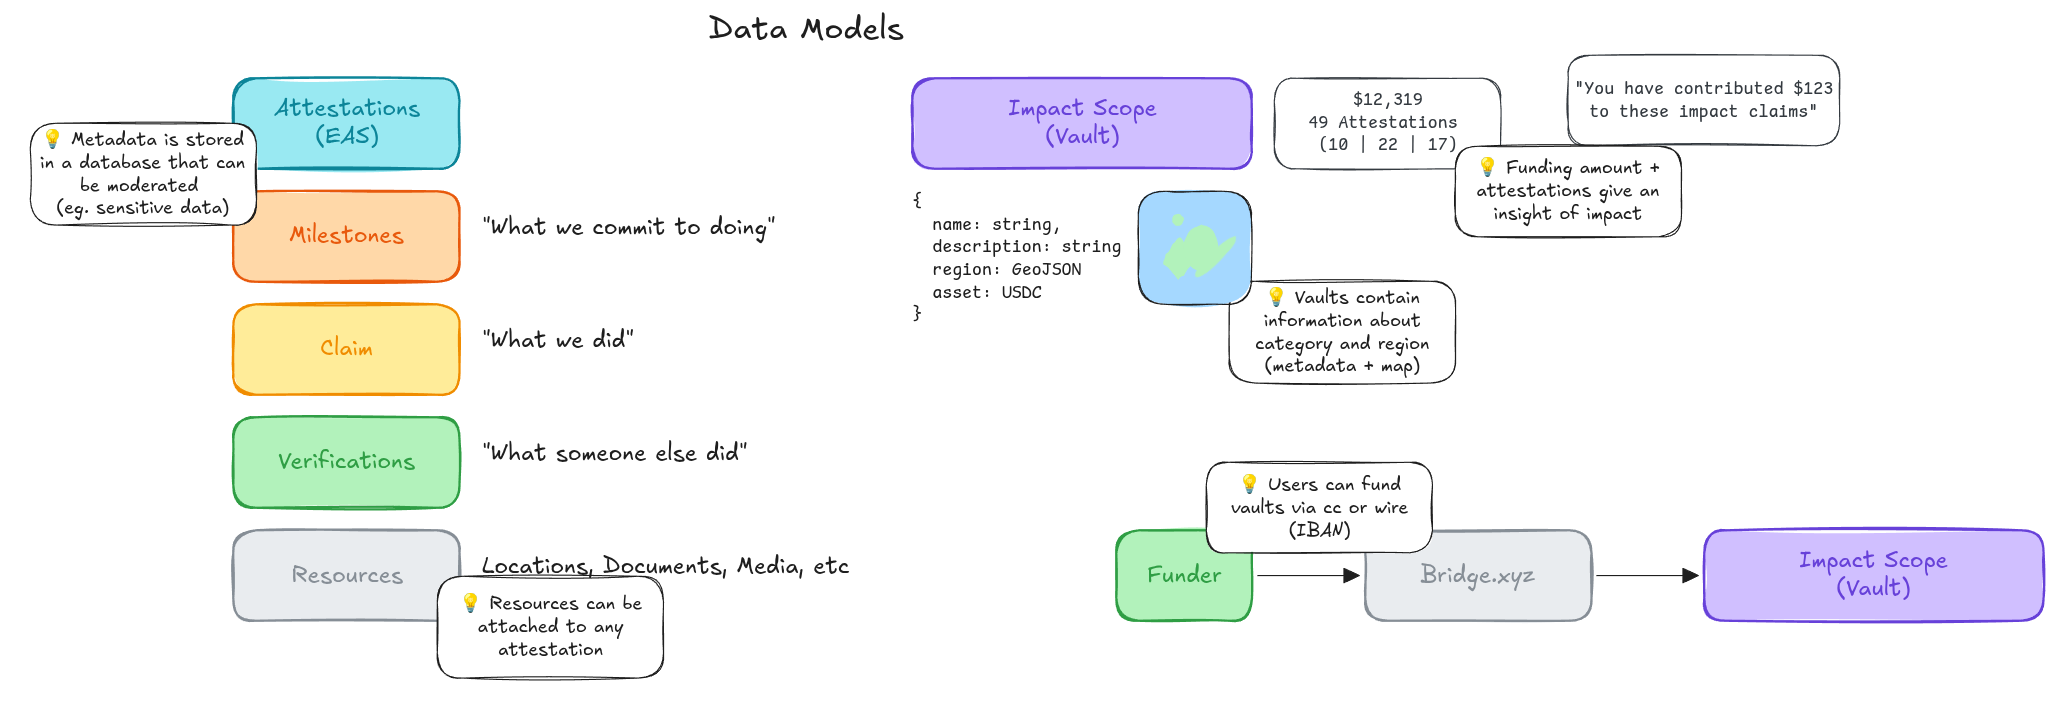 Data Models
Attestations
(EAS)
💡 Metadata is stored
in a database that can
be moderated
(eg. sensitive data)
Milestones
"What we commit to doing"
Claim
"What we did"
Verifications
"What someone else did"
Resources
Locations, Documents, Media, etc
💡 Resources can be
attached to any
attestation
Impact Scope
(Vault)
$12,319
49 Attestations
(10 | 22 | 17)
"You have contributed $123
to these impact claims"
💡 Funding amount +
attestations give an
insight of impact
{
name: string,
description: string
region: GeoJSON
asset: USDC
}
💡 Vaults contain
information about
category and region
(metadata + map)
💡 Users can fund
vaults via cc or wire
(IBAN)
Funder
Bridge.xyz
Impact Scope
(Vault)